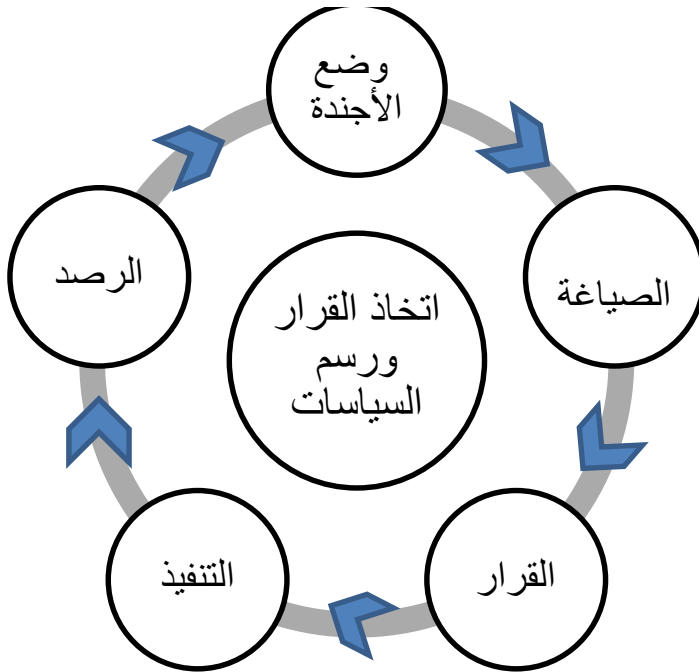 وضع
الأجندة
الصياغة
القرار
التنفيذ
الرصد
اتخاذ القرار
ورسم
السياسات